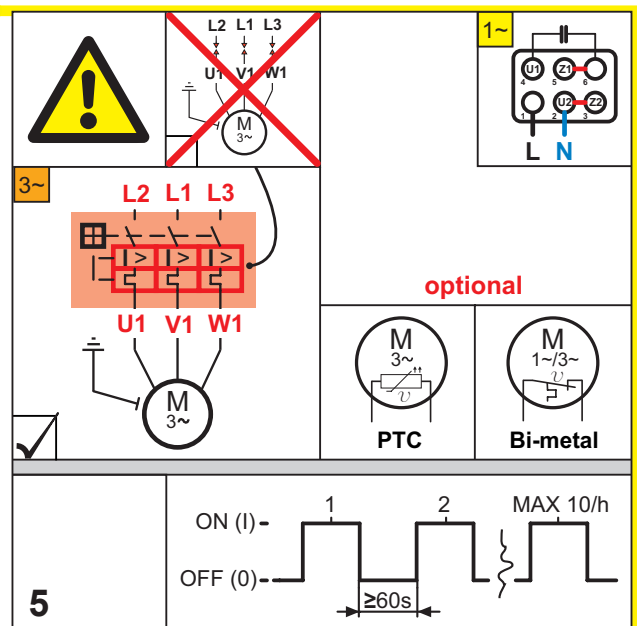 L2 L1 L3
U1 V1 W1
M
3~
1~
U1 Z1
4 5 6
U2 Z2
1 2 3
L N
3~
L2 L1 L3
I> I> I>
U1 V1 W1
M
3~
optional
M
3~
υ
PTC
M
1~/3~
υ
Bi-metal
5
ON (I)
1 2 MAX 10/h
OFF (0)
≥60s